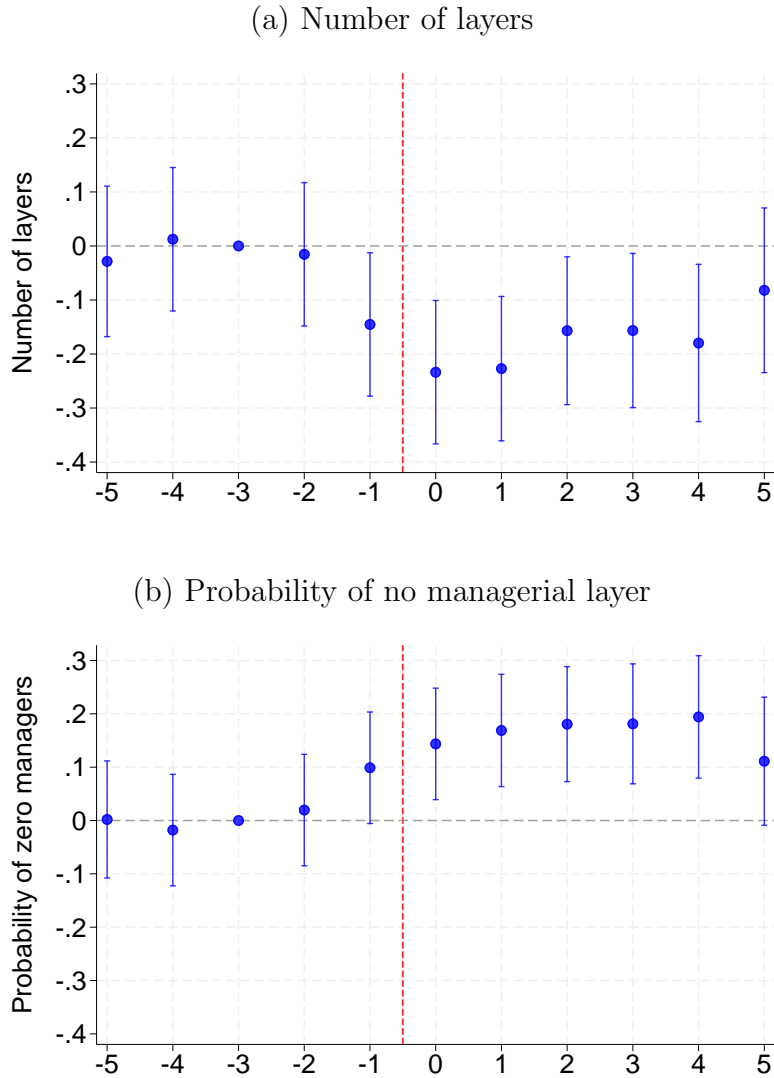 (a) Number of layers
Number of layers
.3
.2
.1
0
-.1
-.2
-.3
-.4
-5 -4 -3 -2 -1 0 1 2 3 4 5
(b) Probability of no managerial layer
Probability of zero managers
.3
.2
.1
0
-.1
-.2
-.3
-.4
-5 -4 -3 -2 -1 0 1 2 3 4 5